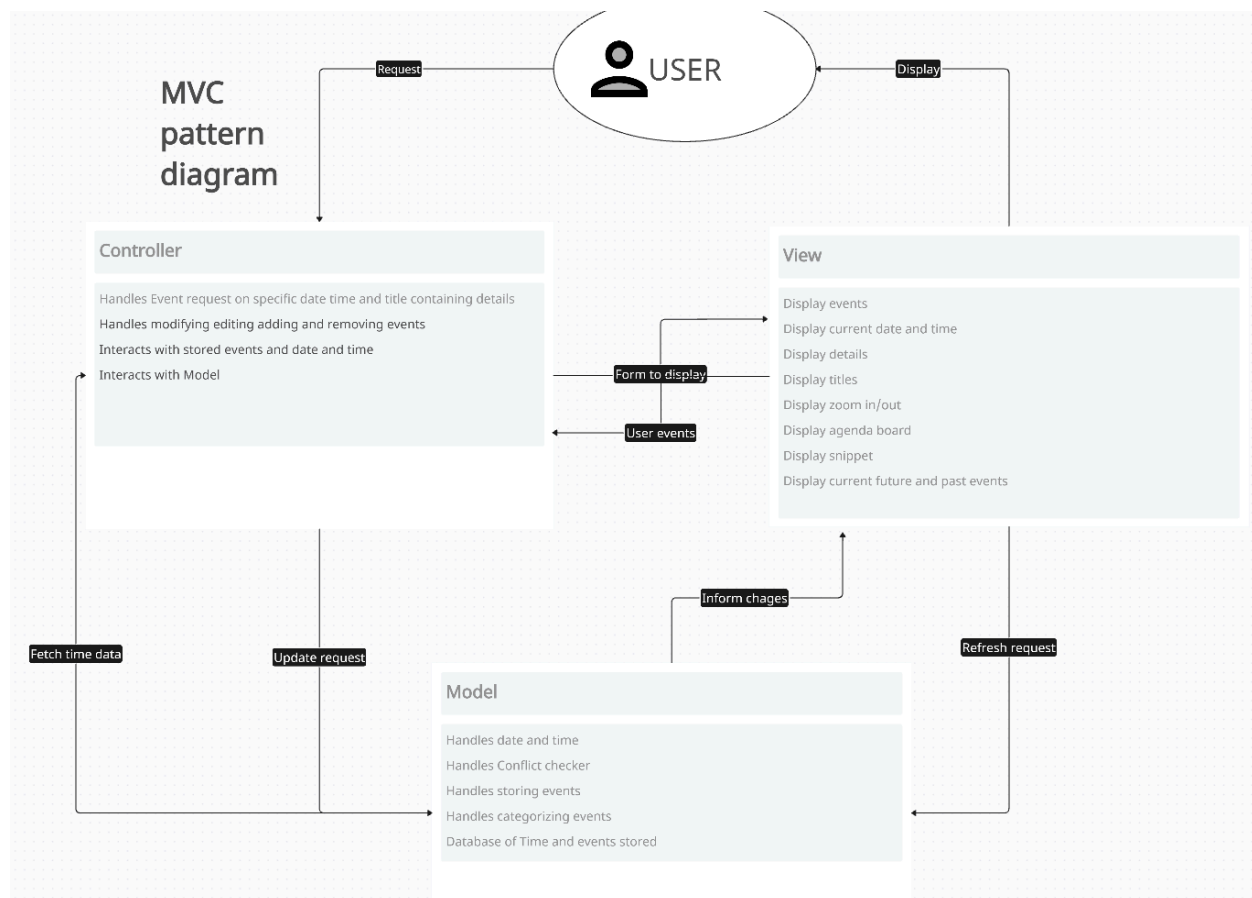 USER
Request
Display
MVC
pattern
diagram
Controller
Handles Event request on specific date time and title containing details
Handles modifying editing adding and removing events
Interacts with stored events and date and time
Interacts with Model
View
Display events
Display current date and time
Display details
Display titles
Display zoom in/out
Display agenda board
Display snippet
Display current future and past events
Form to display
User events
Inform chages
Fetch time data
Update request
Refresh request
Model
Handles date and time
Handles Conflict checker
Handles storing events
Handles categorizing events
Database of Time and events stored